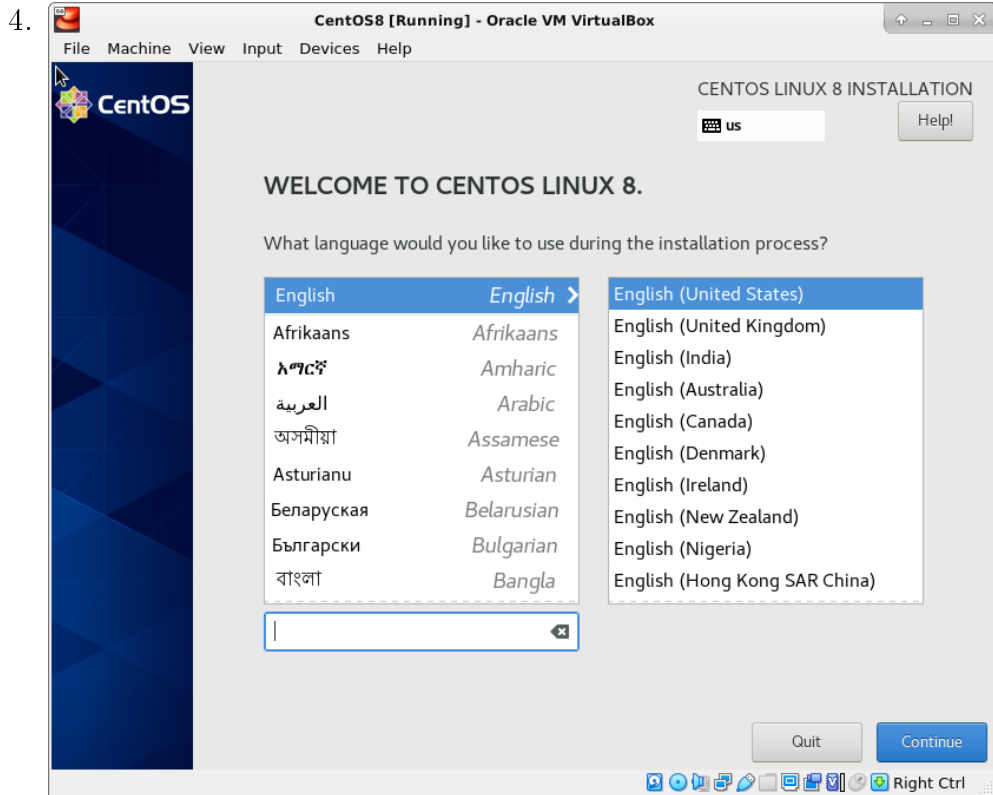 4.
CentOS8 [Running] - Oracle VM VirtualBox
File Machine View Input Devices Help
CentOS
CENTOS LINUX 8 INSTALLATION
us
Help!
WELCOME TO CENTOS LINUX 8.
What language would you like to use during the installation process?
English English
Afrikaans Afrikaans
አማርኛ Amharic
العربية Arabic
অসমীয়া Assamese
Asturianu Asturian
Беларуская Belarusian
Български Bulgarian
বাংলা Bangla
English (United States)
English (United Kingdom)
English (India)
English (Australia)
English (Canada)
English (Denmark)
English (Ireland)
English (New Zealand)
English (Nigeria)
English (Hong Kong SAR China)
Quit
Continue
Right Ctrl